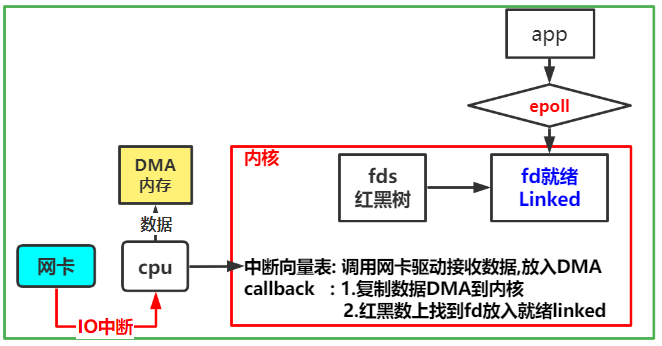 app
epoll
内核
DMA
内存
fds
红黑树
fd就绪
Linked
数据
网卡
cpu
中断向量表: 调用网卡驱动接收数据,放入DMA
callback : 1.复制数据DMA到内核
2.红黑数上找到fd放入就绪linked
IO中断